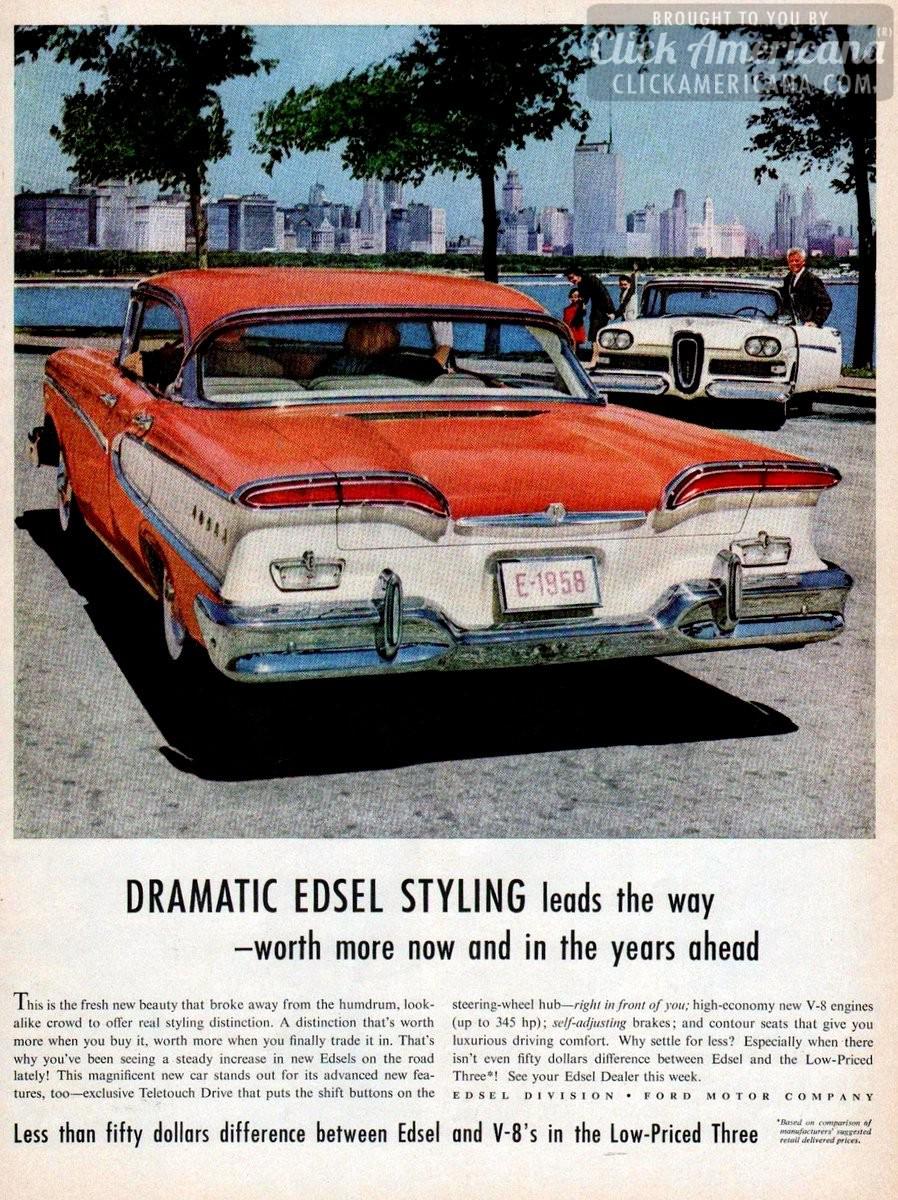 BROUGHT TO YOU BY
Click Americana (R)
CLICKAMERICANA.COM
E-1958
DRAMATIC EDSEL STYLING leads the way
—worth more now and in the years ahead
This is the fresh new beauty that broke away from the humdrum, look-
alike crowd to offer real styling distinction. A distinction that's worth
more when you buy it, worth more when you finally trade it in. That's
why you've been seeing a steady increase in new Edsels on the road
lately! This magnificent new car stands out for its advanced new fea-
tures, too—exclusive Teletouch Drive that puts the shift buttons on the
steering-wheel hub—right in front of you; high-economy new V-8 engines
(up to 345 hp); self-adjusting brakes; and contour seats that give you
luxurious driving comfort. Why settle for less? Especially when there
isn't even fifty dollars difference between Edsel and the Low-Priced
Three*! See your Edsel Dealer this week.
EDSEL DIVISION • FORD MOTOR COMPANY
Less than fifty dollars difference between Edsel and V-8's in the Low-Priced Three
*Based on comparison of
manufacturers' suggested
retail delivered prices.